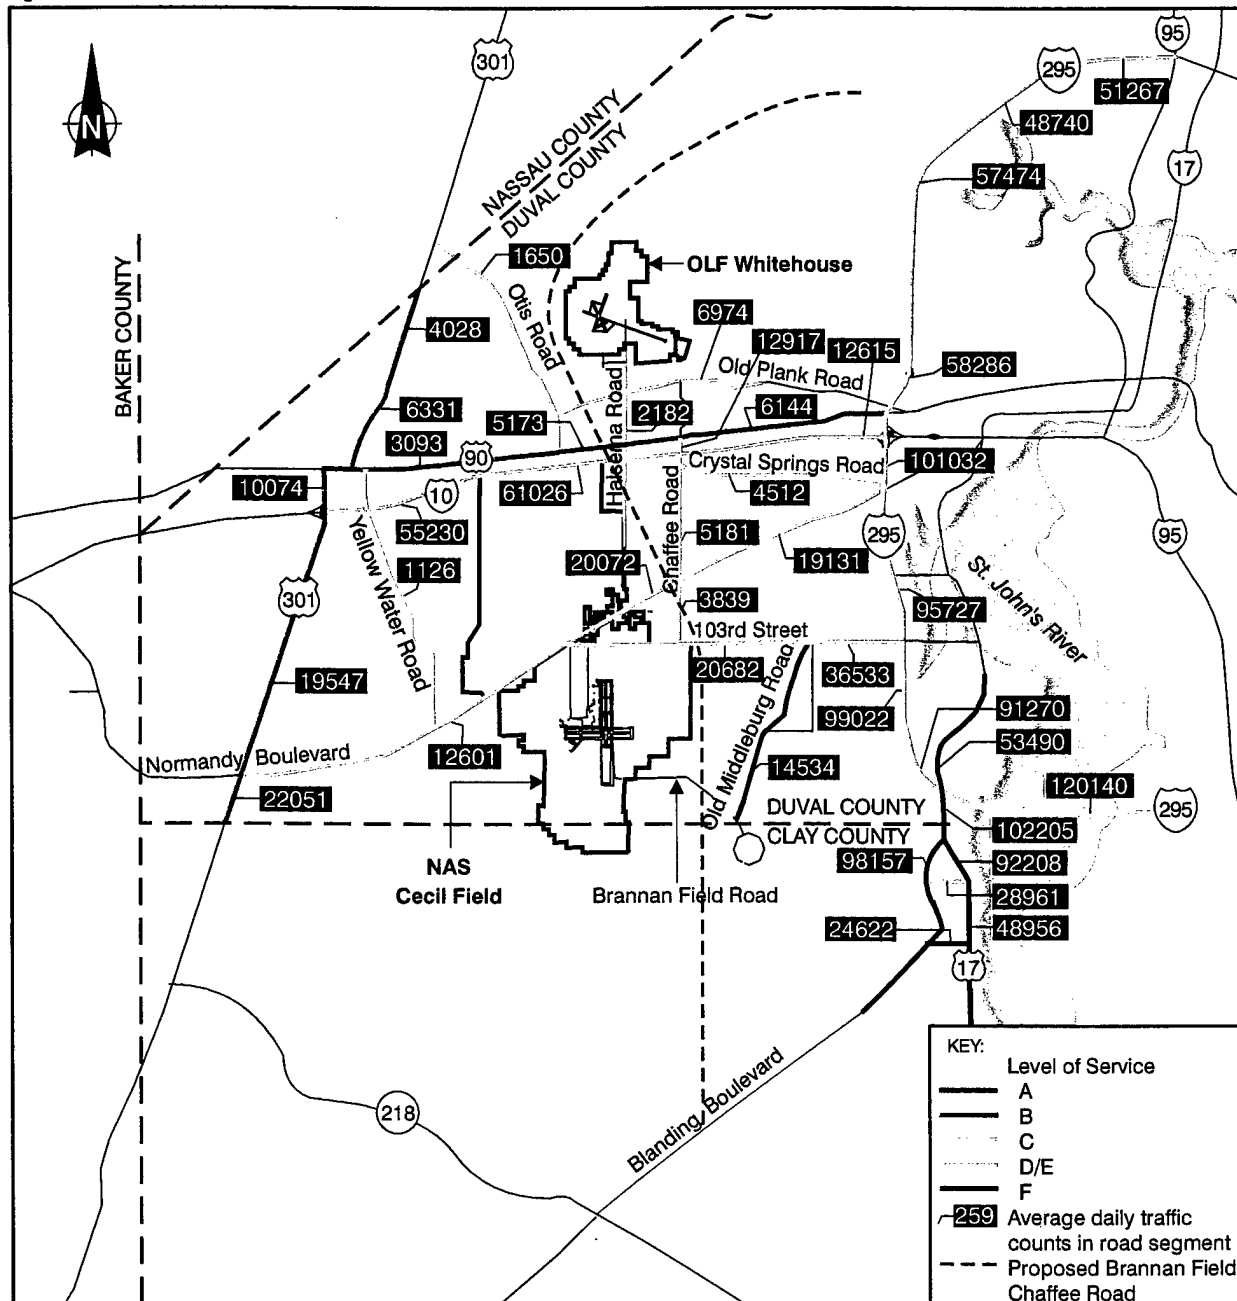 95
301
295
51267
48740
N
NASSAU COUNTY
DUVAL COUNTY
17
57474
BAKER COUNTY
1650
OLF Whitehouse
Otis Road
6974
4028
12917
12615
58286
Old Plank Road
6331
5173
2182
6144
3093
90
Halsema Road
Crystal Springs Road
101032
10074
10
61026
4512
55230
Chaffee Road
5181
295
95
Yellow Water Road
19131
1126
20072
St. John's River
301
3839
95727
103rd Street
20682
36533
19547
99022
91270
Old Middleburg Road
53490
Normandy Boulevard
12601
14534
120140
22051
DUVAL COUNTY
295
CLAY COUNTY
102205
NAS
Cecil Field
98157
92208
Brannan Field Road
28961
24622
48956
17
218
Blanding Boulevard
KEY:
Level of Service
A
B
C
D/E
F
259 Average daily traffic
counts in road segment
Proposed Brannan Field
Chaffee Road